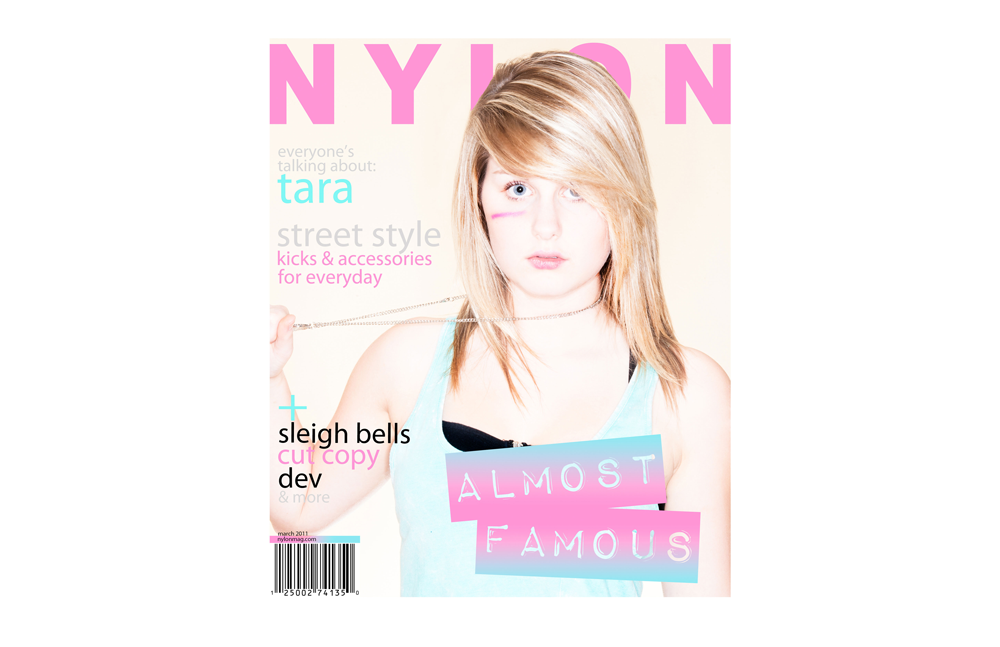 NYLON
everyone's
talking about:
tara
street style
kicks & accessories
for everyday
+
sleigh bells
cut copy
dev
& more
ALMOST
FAMOUS
march 2011
nylonmag.com
1 25002 74135 0